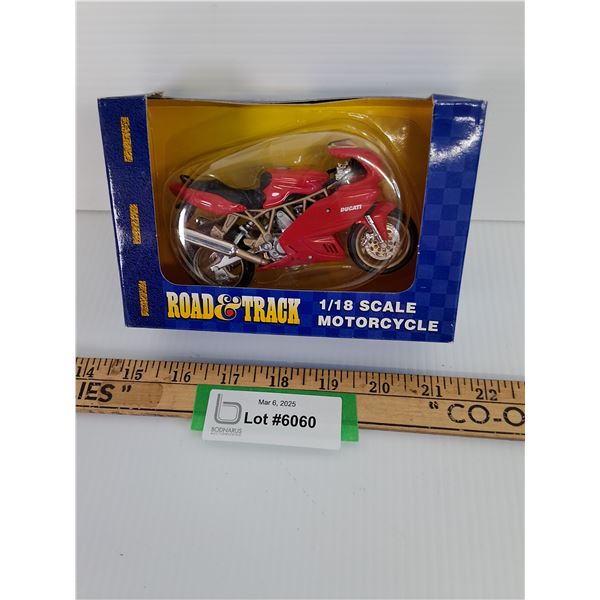 DUCATI
ROAD & TRACK
1/18 SCALE
MOTORCYCLE
14 15 16 17 18 19 20 21 22
IES" "CO-O
Mar 6, 2025
Lot #6060
BODNARUS